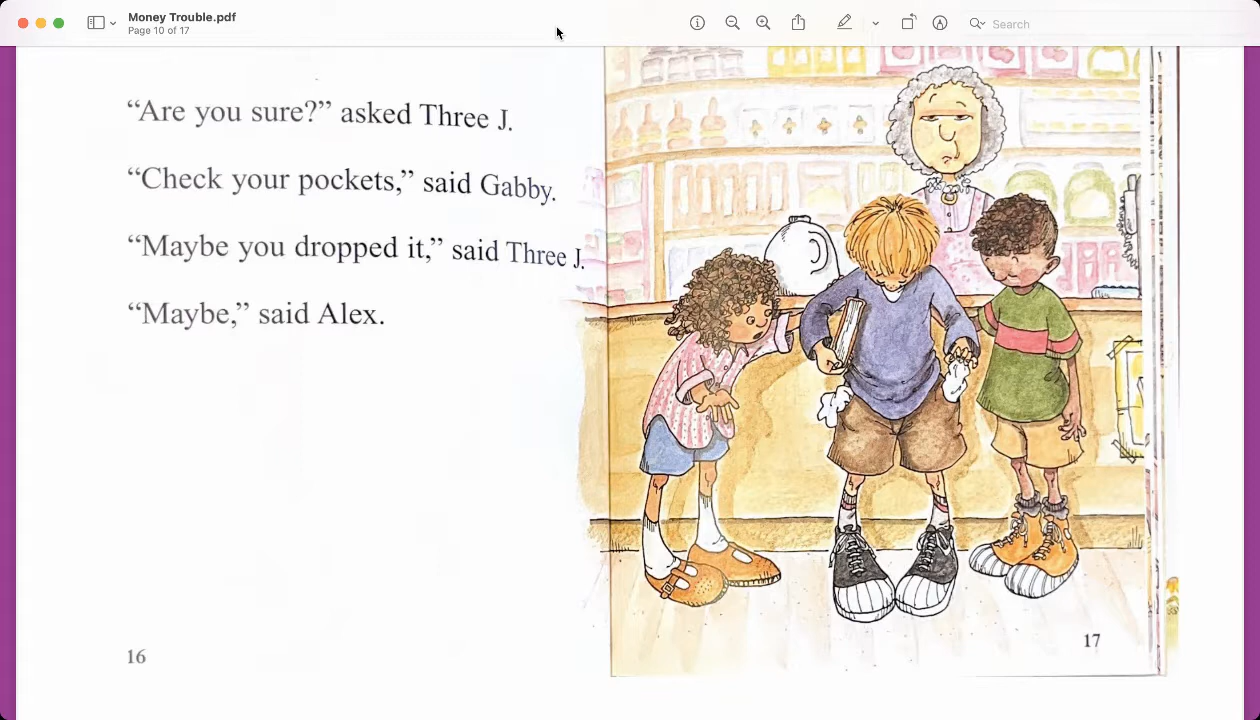 Money Trouble.pdf
Page 10 of 17
Search
“Are you sure?” asked Three J.
“Check your pockets,” said Gabby.
“Maybe you dropped it,” said Three J.
“Maybe,” said Alex.
16
17